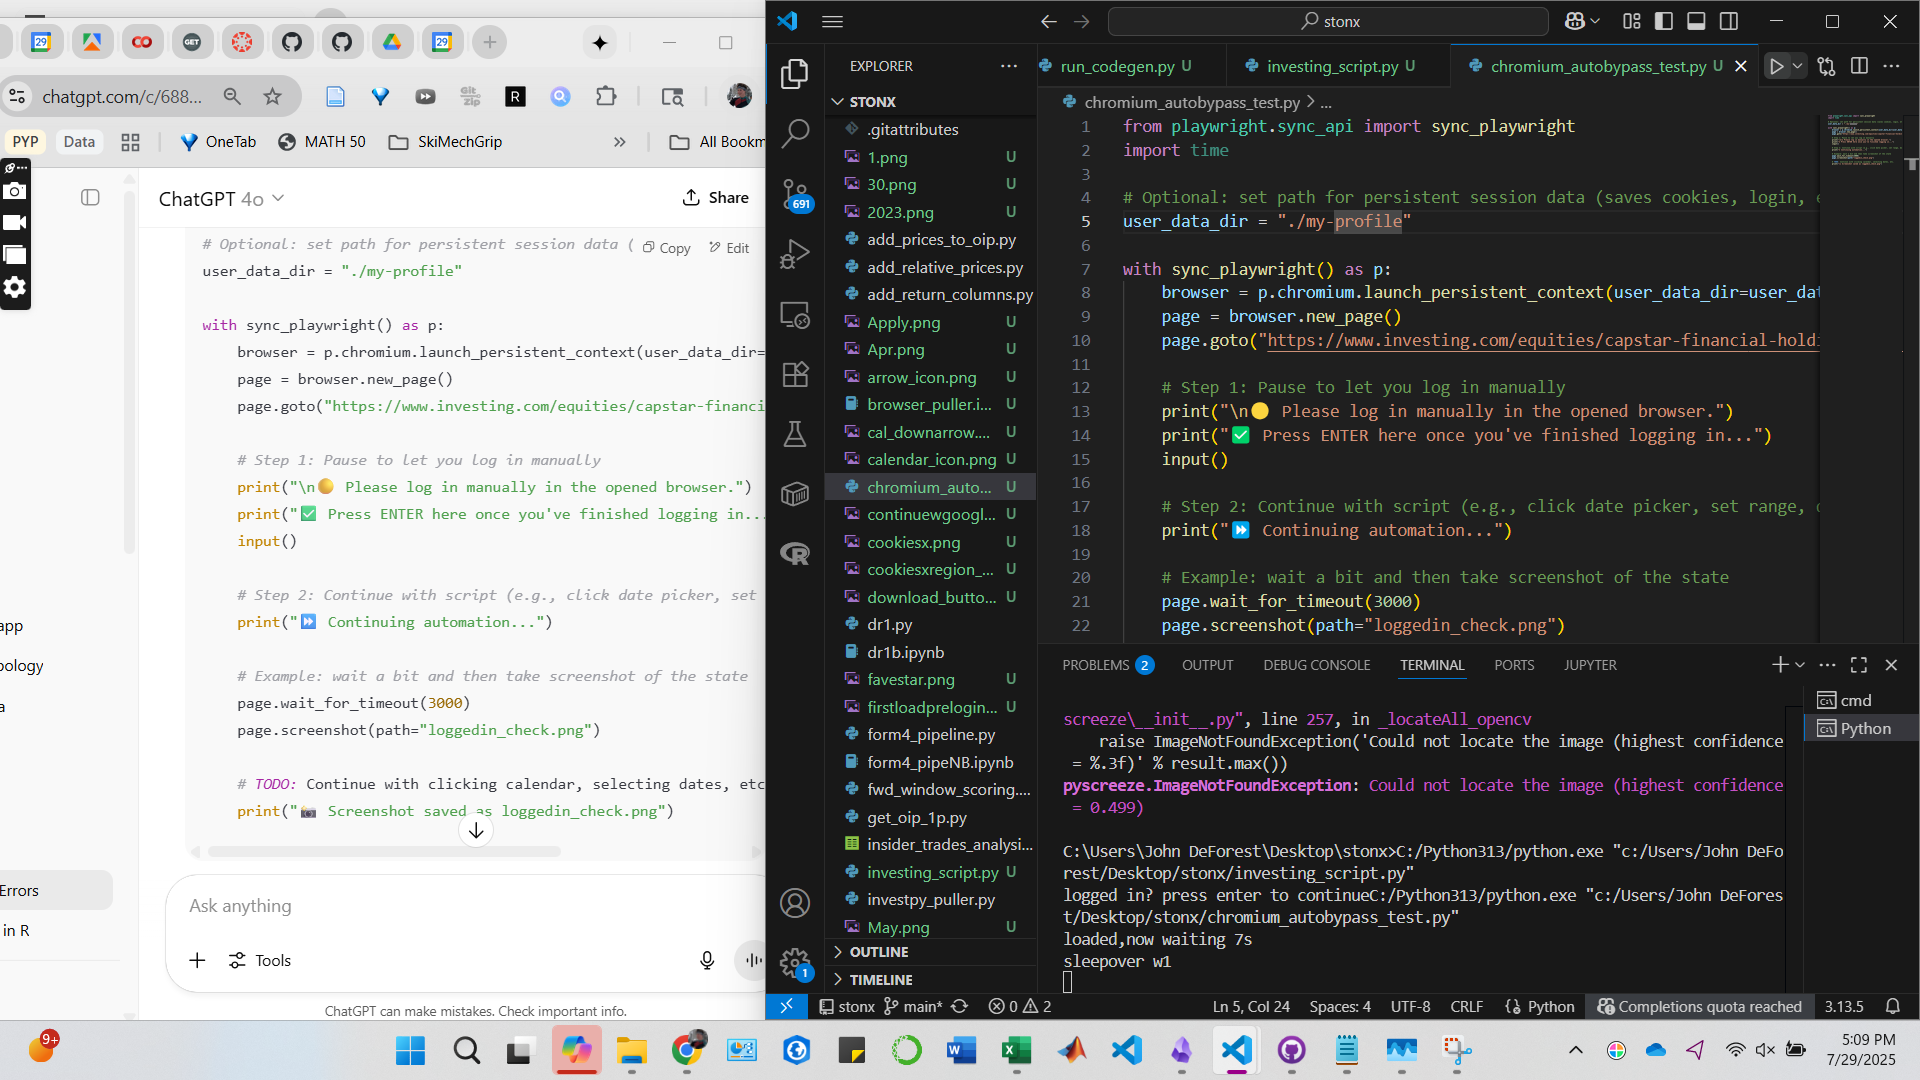 chatgpt.com/c/688...
PYP
Data
OneTab
MATH 50
SkiMechGrip
All Bookm
ChatGPT 4o
Share
# Optional: set path for persistent session data (
Copy
Edit
user_data_dir = "./my-profile"
with sync_playwright() as p:
browser = p.chromium.launch_persistent_context(user_data_dir=
page = browser.new_page()
page.goto("https://www.investing.com/equities/capstar-financi
# Step 1: Pause to let you log in manually
print("\n🟡 Please log in manually in the opened browser.")
print("✅ Press ENTER here once you've finished logging in...
input()
# Step 2: Continue with script (e.g., click date picker, set
print("⏩ Continuing automation...")
# Example: wait a bit and then take screenshot of the state
page.wait_for_timeout(3000)
page.screenshot(path="loggedin_check.png")
# TODO: Continue with clicking calendar, selecting dates, etc
print("📸 Screenshot saved as loggedin_check.png")
app
pology
a
Errors
in R
Ask anything
Tools
ChatGPT can make mistakes. Check important info.
stonx
EXPLORER
STONX
.gitattributes
1.png U
30.png U
2023.png U
add_prices_to_oip.py
add_relative_prices.py
add_return_columns.py
Apply.png U
Apr.png U
arrow_icon.png U
browser_puller.i... U
cal_downarrow.... U
calendar_icon.png U
chromium_auto... U
continuewgoogl... U
cookiesx.png U
cookiesxregion_... U
download_butto... U
dr1.py
dr1b.ipynb
favestar.png U
firstloadprelogin... U
form4_pipeline.py
form4_pipeNB.ipynb
fwd_window_scoring....
get_oip_1p.py
insider_trades_analysi...
investing_script.py U
investpy_puller.py
May.png U
OUTLINE
TIMELINE
691
1
run_codegen.py U
investing_script.py U
chromium_autobypass_test.py U
chromium_autobypass_test.py > ...
1 from playwright.sync_api import sync_playwright
2 import time
3
4 # Optional: set path for persistent session data (saves cookies, login, e
5 user_data_dir = "./my-profile"
6
7 with sync_playwright() as p:
8 browser = p.chromium.launch_persistent_context(user_data_dir=user_dat
9 page = browser.new_page()
10 page.goto("https://www.investing.com/equities/capstar-financial-holdi
11
12 # Step 1: Pause to let you log in manually
13 print("\n🟡 Please log in manually in the opened browser.")
14 print("✅ Press ENTER here once you've finished logging in...")
15 input()
16
17 # Step 2: Continue with script (e.g., click date picker, set range, c
18 print("⏩ Continuing automation...")
19
20 # Example: wait a bit and then take screenshot of the state
21 page.wait_for_timeout(3000)
22 page.screenshot(path="loggedin_check.png")
PROBLEMS 2
OUTPUT
DEBUG CONSOLE
TERMINAL
PORTS
JUPYTER
cmd
Python
screeze\__init__.py", line 257, in _locateAll_opencv
raise ImageNotFoundException('Could not locate the image (highest confidence
= %.3f)' % result.max())
pyscreeze.ImageNotFoundException: Could not locate the image (highest confidence
= 0.499)
C:\Users\John DeForest\Desktop\stonx>C:/Python313/python.exe "c:/Users/John DeFo
rest/Desktop/stonx/investing_script.py"
logged in? press enter to continueC:/Python313/python.exe "c:/Users/John DeFores
t/Desktop/stonx/chromium_autobypass_test.py"
loaded,now waiting 7s
sleepover w1
stonx
main*
0
2
Ln 5, Col 24
Spaces: 4
UTF-8
CRLF
Python
Completions quota reached
3.13.5
9+
5:09 PM
7/29/2025